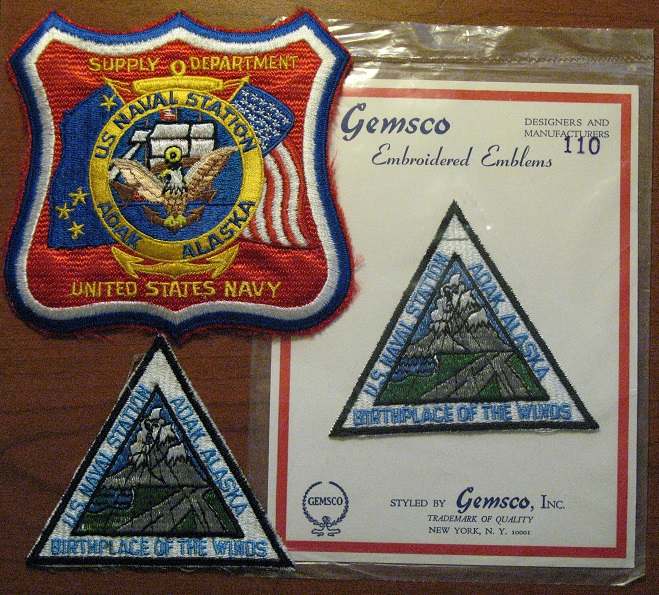 SUPPLY DEPARTMENT
US NAVAL STATION
ADAK ALASKA
UNITED STATES NAVY
Gemsco
DESIGNERS AND
MANUFACTURERS
110
Embroidered Emblems
U.S. NAVAL STATION
ADAK, ALASKA
BIRTHPLACE OF THE WINDS
GEMSCO
STYLED BY Gemsco, INC.
TRADEMARK OF QUALITY
NEW YORK, N. Y. 10001
U.S. NAVAL STATION
ADAK, ALASKA
BIRTHPLACE OF THE WINDS